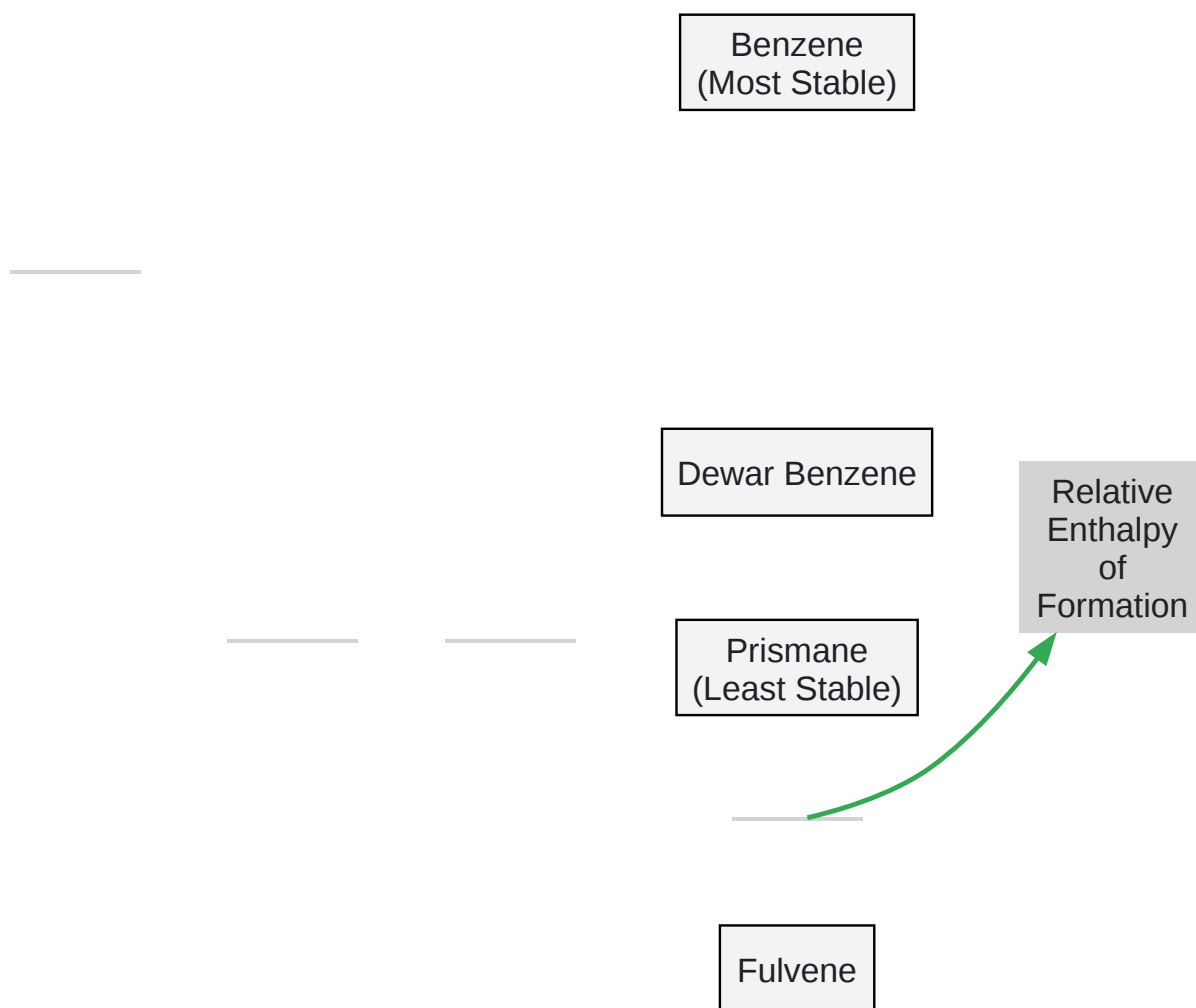 Benzene
(Most Stable)
Dewar Benzene
Relative
Enthalpy
of
Formation
Prismane
(Least Stable)
Fulvene